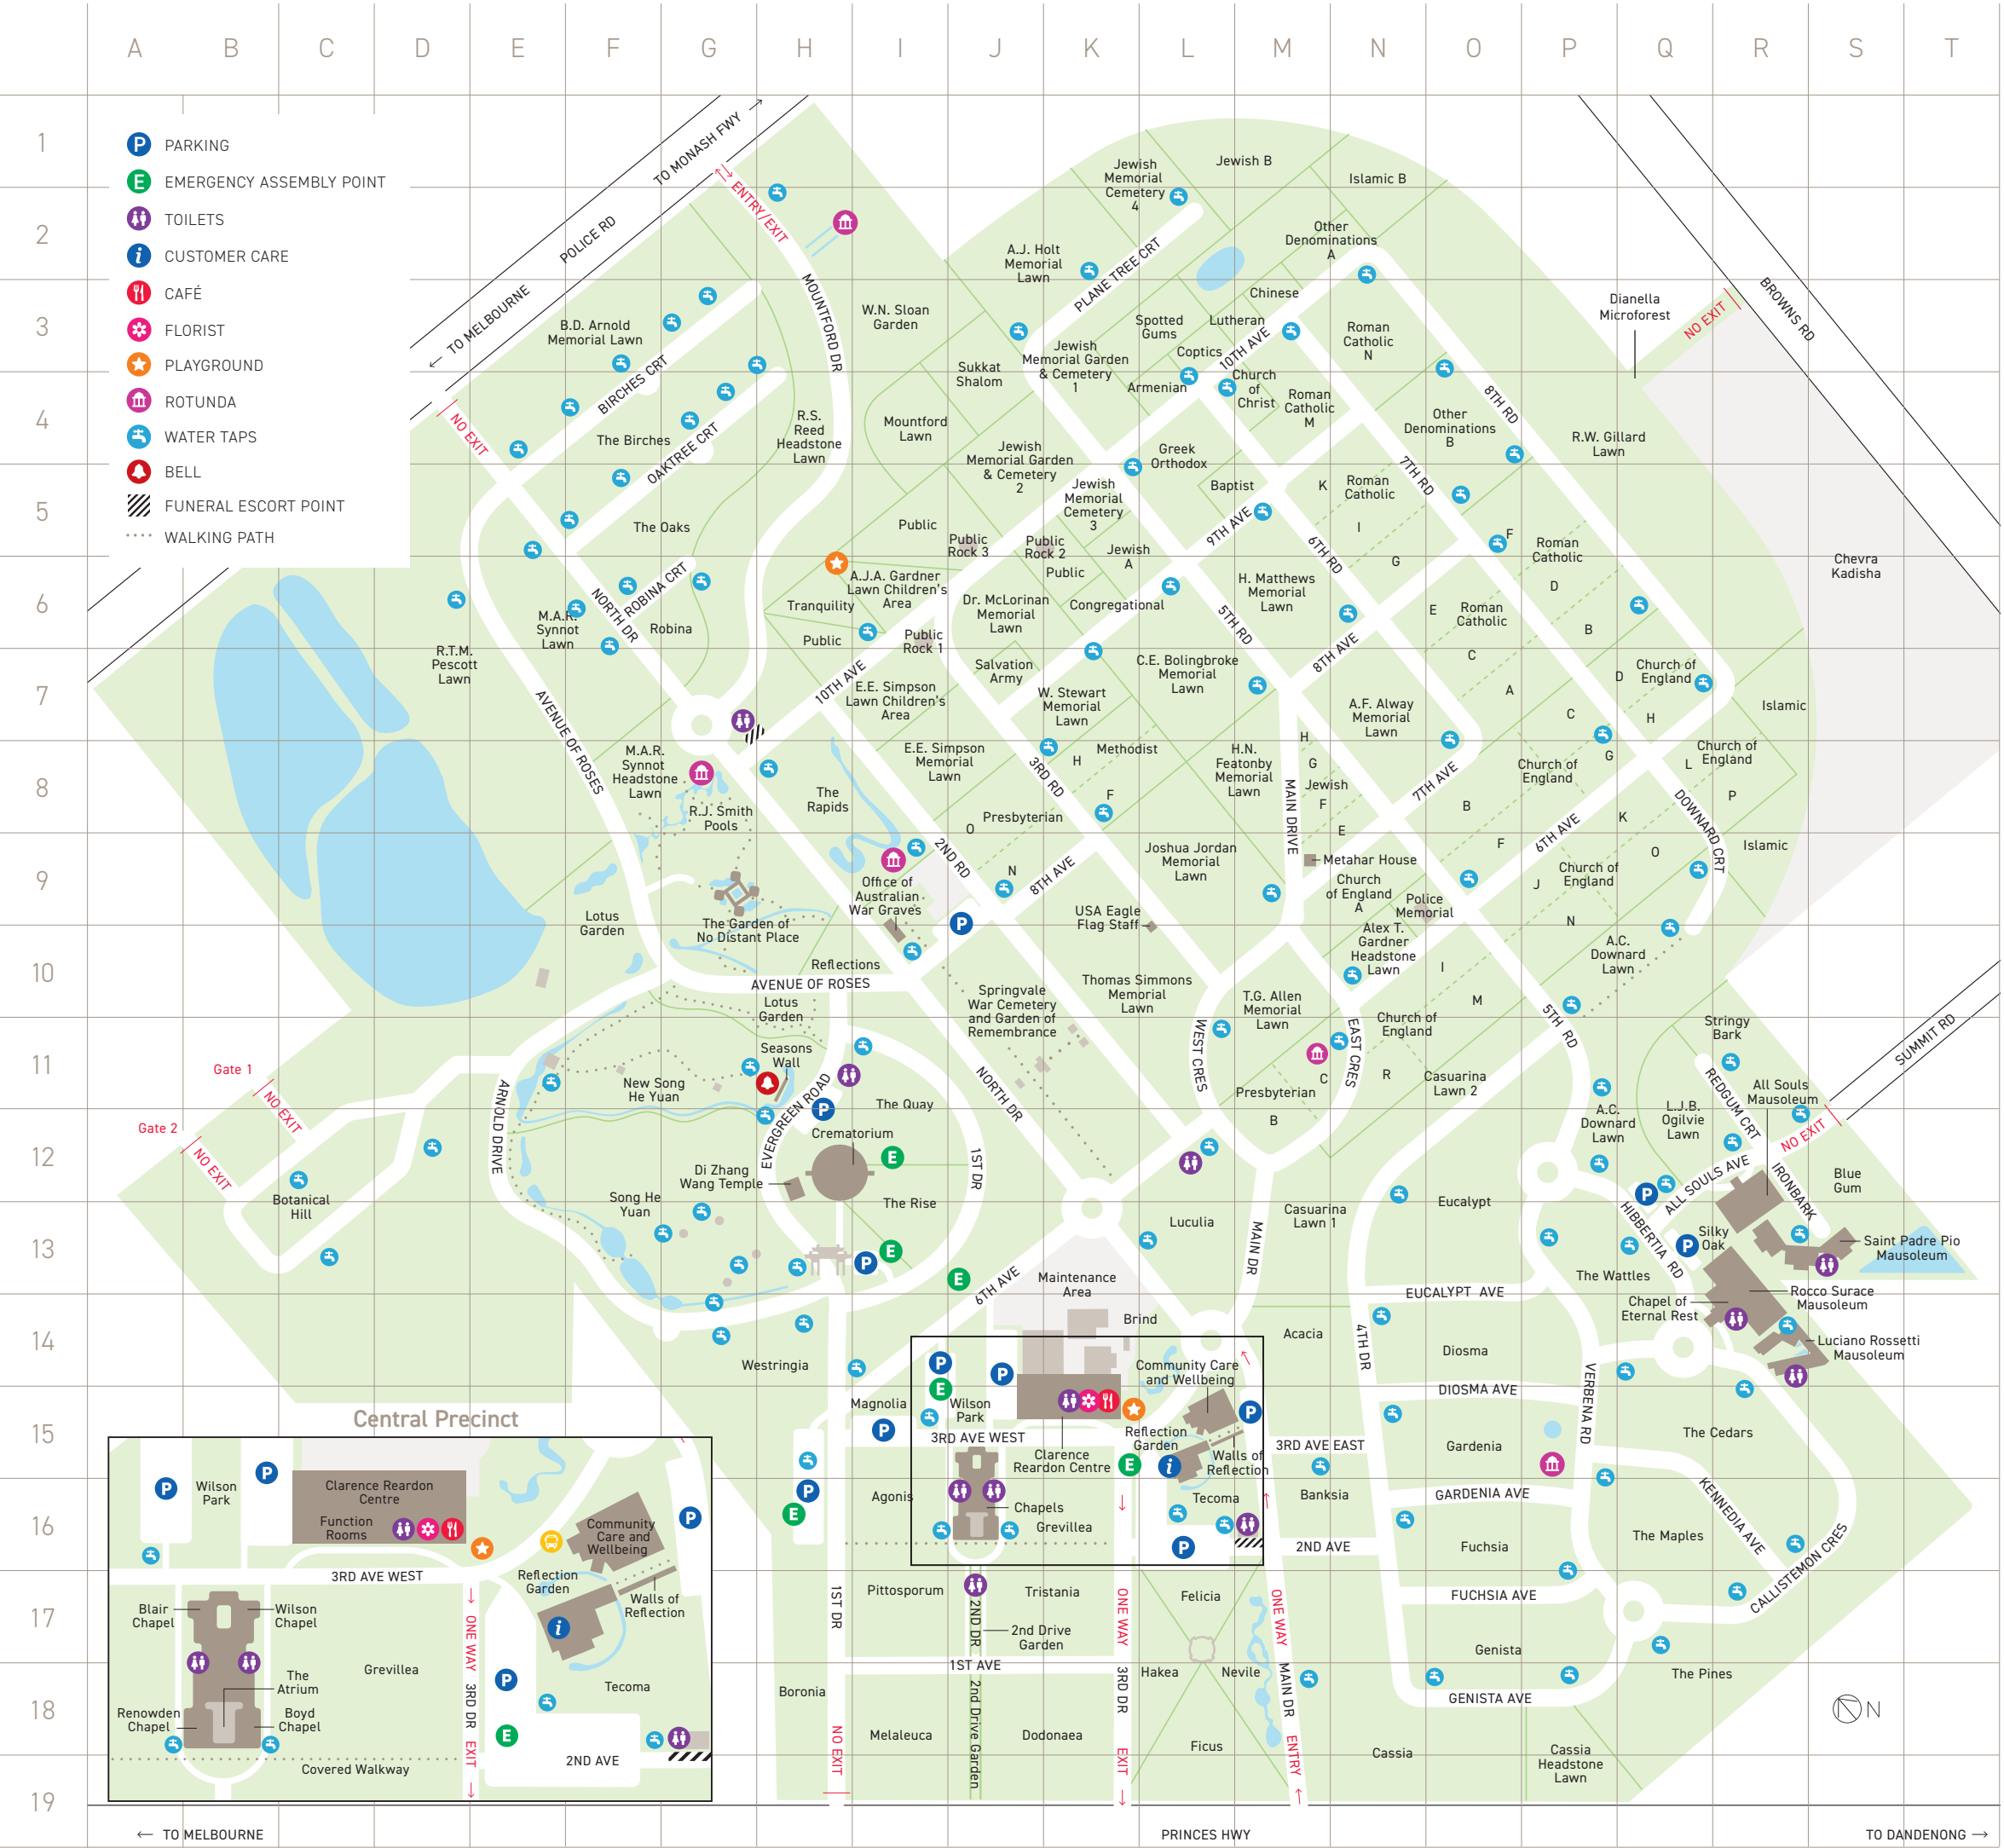 A B C D E F G H I J K L M N O P Q R S T
1
2
3
4
5
6
7
8
9
10
11
12
13
14
15
16
17
18
19
PARKING
EMERGENCY ASSEMBLY POINT
TOILETS
CUSTOMER CARE
CAFÉ
FLORIST
PLAYGROUND
ROTUNDA
WATER TAPS
BELL
FUNERAL ESCORT POINT
WALKING PATH
TO MONASH FWY →
POLICE RD
← TO MELBOURNE
ENTRY/EXIT
NO EXIT
MOUNTFORD DR
B.D. Arnold
Memorial Lawn
BIRCHES CRT
The Birches
OAKTREE CRT
The Oaks
R.S.
Reed
Headstone
Lawn
W.N. Sloan
Garden
Mountford
Lawn
Sukkat
Shalom
A.J. Holt
Memorial
Lawn
PLANE TREE CRT
Jewish
Memorial
Cemetery
4
Jewish B
Islamic B
Other
Denominations
A
Chinese
Lutheran
Spotted
Gums
Coptics
10TH AVE
Armenian
Church
of
Christ
Roman
Catholic
N
Roman
Catholic
M
Jewish
Memorial Garden
& Cemetery
1
Jewish
Memorial Garden
& Cemetery
2
Jewish
Memorial
Cemetery
3
Greek
Orthodox
Baptist
K
Roman
Catholic
I
G
Other
Denominations
B
8TH RD
7TH RD
R.W. Gillard
Lawn
Dianella
Microforest
NO EXIT
BROWNS RD
Chevra
Kadisha
9TH AVE
6TH RD
F
Roman
Catholic
D
B
E
Roman
Catholic
C
A
Public
Public
Rock 3
Public
Rock 2
Public
Jewish
A
Congregational
H. Matthews
Memorial
Lawn
5TH RD
8TH AVE
A.J.A. Gardner
Lawn Children's
Area
Tranquility
Public
Public
Rock 1
Dr. McLorinan
Memorial
Lawn
Salvation
Army
W. Stewart
Memorial
Lawn
C.E. Bolingbroke
Memorial
Lawn
A.F. Alway
Memorial
Lawn
ROBINA CRT
NORTH DR
Robina
M.A.R.
Synnot
Lawn
R.T.M.
Pescott
Lawn
AVENUE OF ROSES
10TH AVE
E.E. Simpson
Lawn Children's
Area
E.E. Simpson
Memorial
Lawn
3RD RD
H
Methodist
F
H.N.
Featonby
Memorial
Lawn
MAIN DRIVE
H
G
Jewish
F
E
7TH AVE
Church of
England
D
H
C
G
Church of
England
B
F
L
Church of
England
P
K
O
DOWNARD CRT
Islamic
Islamic
6TH AVE
Church of
England
J
N
M.A.R.
Synnot
Headstone
Lawn
R.J. Smith
Pools
The
Rapids
O
Presbyterian
N
2ND RD
8TH AVE
Joshua Jordan
Memorial
Lawn
Metahar House
Church
of England
A
Police
Memorial
Office of
Australian
War Graves
USA Eagle
Flag Staff
Lotus
Garden
The Garden of
No Distant Place
Reflections
AVENUE OF ROSES
Lotus
Garden
Springvale
War Cemetery
and Garden of
Remembrance
Thomas Simmons
Memorial
Lawn
T.G. Allen
Memorial
Lawn
Alex T.
Gardner
Headstone
Lawn
I
M
Church of
England
R
A.C.
Downard
Lawn
5TH RD
WEST CRES
EAST CRES
C
Presbyterian
B
Casuarina
Lawn 2
Stringy
Bark
REDGUM CRT
All Souls
Mausoleum
SUMMIT RD
NO EXIT
L.J.B.
Ogilvie
Lawn
A.C.
Downard
Lawn
Gate 1
NO EXIT
Gate 2
NO EXIT
ARNOLD DRIVE
New Song
He Yuan
Seasons
Wall
EVERGREEN ROAD
The Quay
Crematorium
NORTH DR
1ST DR
Di Zhang
Wang Temple
Song He
Yuan
The Rise
Botanical
Hill
ALL SOULS AVE
IRONBARK
Blue
Gum
HIBBERTIA RD
Silky
Oak
Saint Padre Pio
Mausoleum
Eucalypt
Casuarina
Lawn 1
Luculia
MAIN DR
The Wattles
EUCALYPT AVE
Chapel of
Eternal Rest
Rocco Surace
Mausoleum
Luciano Rossetti
Mausoleum
6TH AVE
Maintenance
Area
Brind
Acacia
4TH DR
Diosma
DIOSMA AVE
VERBENA RD
Westringia
Magnolia
Wilson
Park
Community Care
and Wellbeing
3RD AVE WEST
Clarence
Reardon Centre
Reflection
Garden
Walls of
Reflection
3RD AVE EAST
Gardenia
The Cedars
Agonis
Chapels
Grevillea
Tecoma
Banksia
GARDENIA AVE
KENNEDIA AVE
2ND AVE
Fuchsia
The Maples
CALLISTEMON CRES
FUCHSIA AVE
Pittosporum
Tristania
Felicia
1ST DR
2ND DR
2nd Drive
Garden
ONE WAY
ONE WAY
Genista
1ST AVE
Hakea
Nevile
3RD DR
MAIN DR
The Pines
GENISTA AVE
Boronia
2nd Drive Garden
Melaleuca
Dodonaea
Ficus
NO EXIT
EXIT
ENTRY
Cassia
Cassia
Headstone
Lawn
N
Central Precinct
Wilson
Park
Clarence Reardon
Centre
Function
Rooms
Community
Care and
Wellbeing
3RD AVE WEST
Reflection
Garden
Walls of
Reflection
Blair
Chapel
Wilson
Chapel
ONE WAY
Grevillea
The
Atrium
Renowden
Chapel
Boyd
Chapel
3RD DR
Tecoma
EXIT
2ND AVE
Covered Walkway
← TO MELBOURNE
PRINCES HWY
TO DANDENONG →